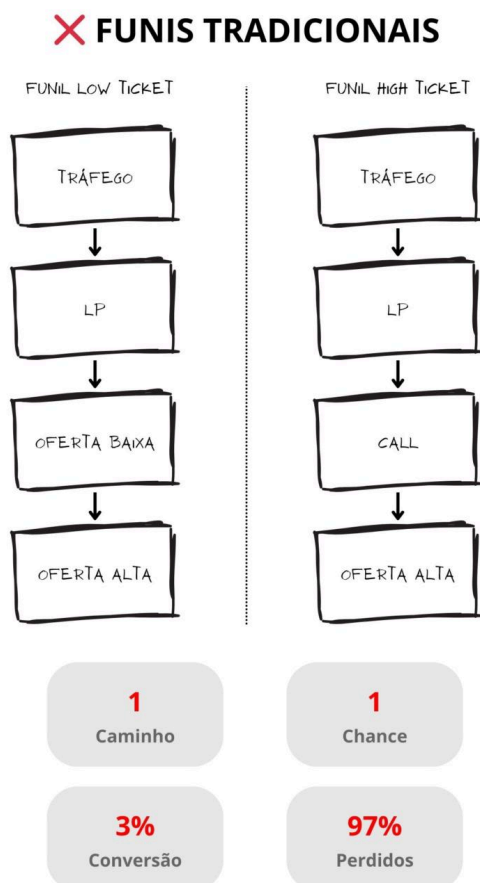 ❌ FUNIS TRADICIONAIS
FUNIL LOW TICKET
TRÁFEGO
LP
OFERTA BAIXA
OFERTA ALTA
FUNIL HIGH TICKET
TRÁFEGO
LP
CALL
OFERTA ALTA
1
Caminho
1
Chance
3%
Conversão
97%
Perdidos